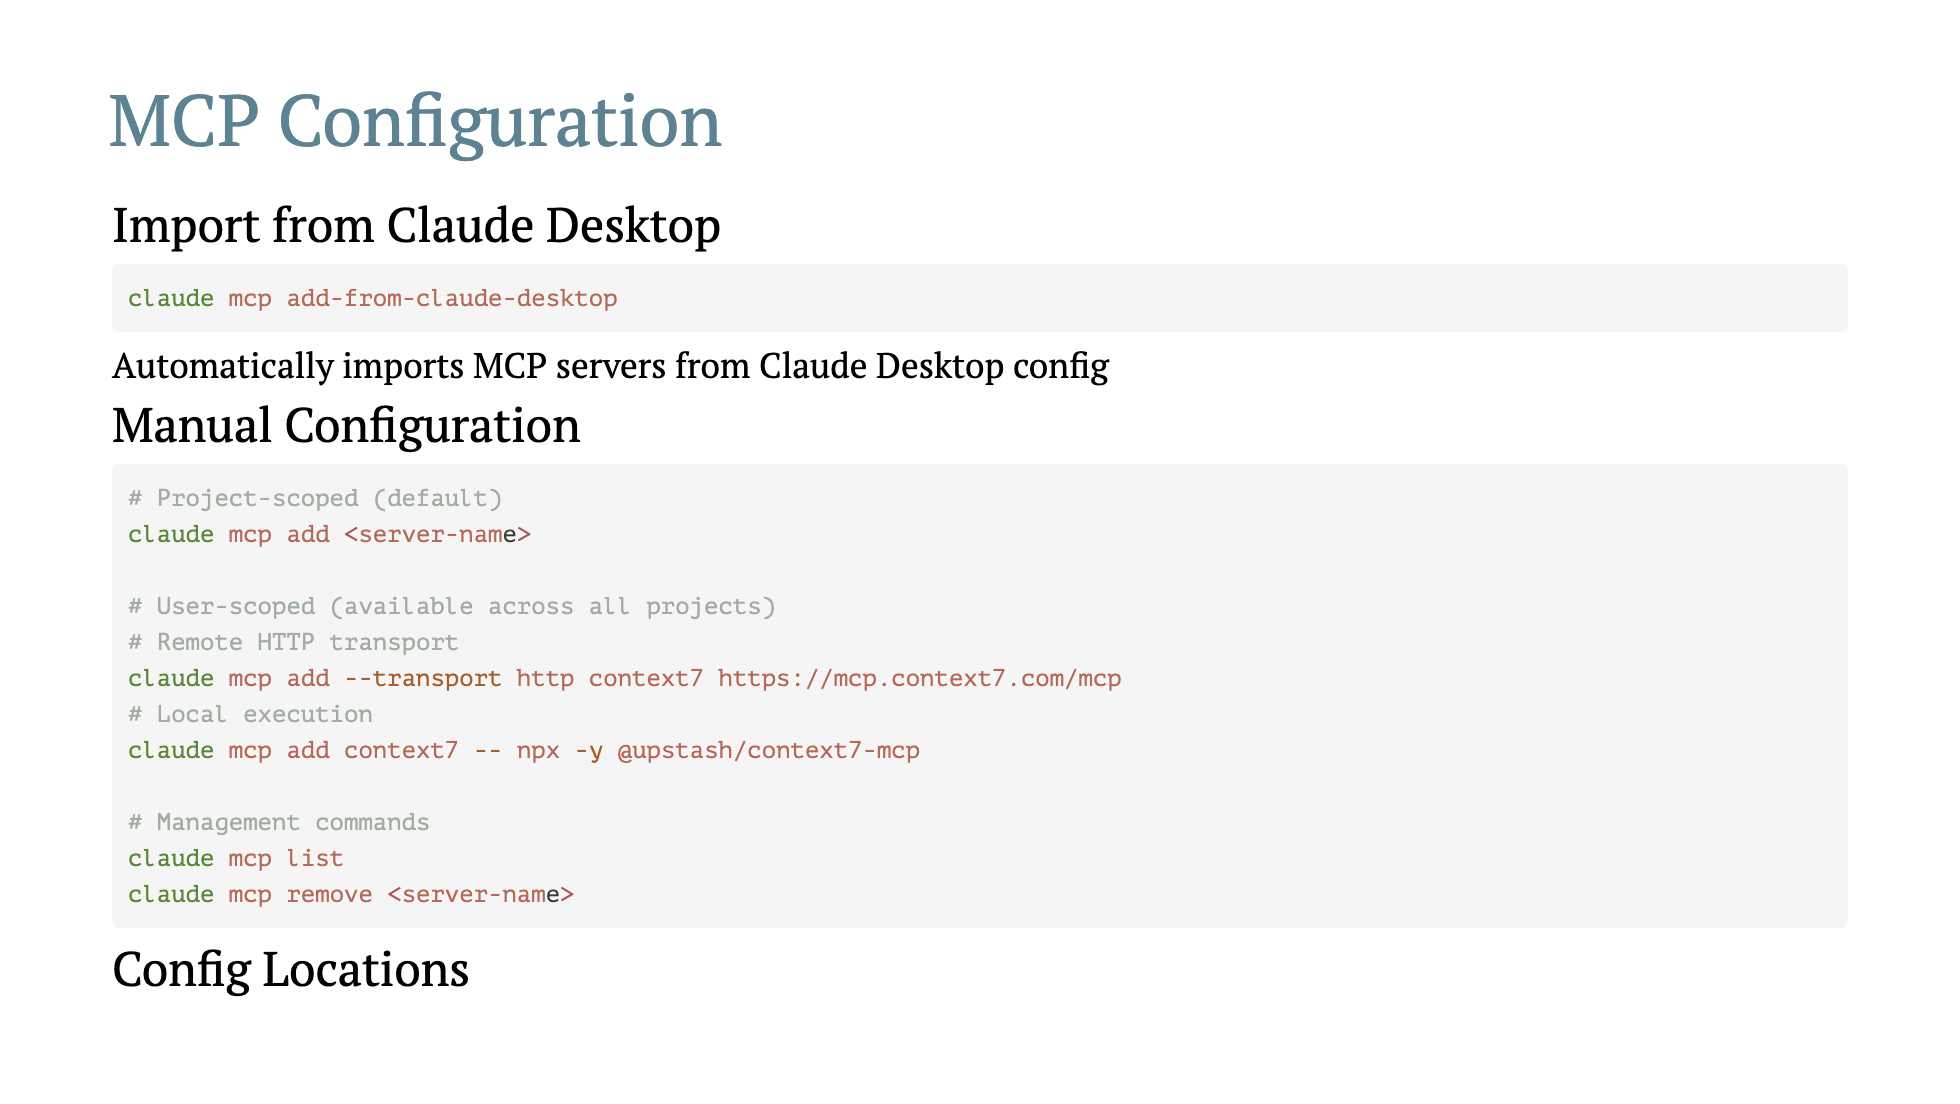 MCP Configuration
Import from Claude Desktop
claude mcp add-from-claude-desktop
Automatically imports MCP servers from Claude Desktop config
Manual Configuration
# Project-scoped (default)
claude mcp add <server-name>
# User-scoped (available across all projects)
# Remote HTTP transport
claude mcp add --transport http context7 https://mcp.context7.com/mcp
# Local execution
claude mcp add context7 -- npx -y @upstash/context7-mcp
# Management commands
claude mcp list
claude mcp remove <server-name>
Config Locations